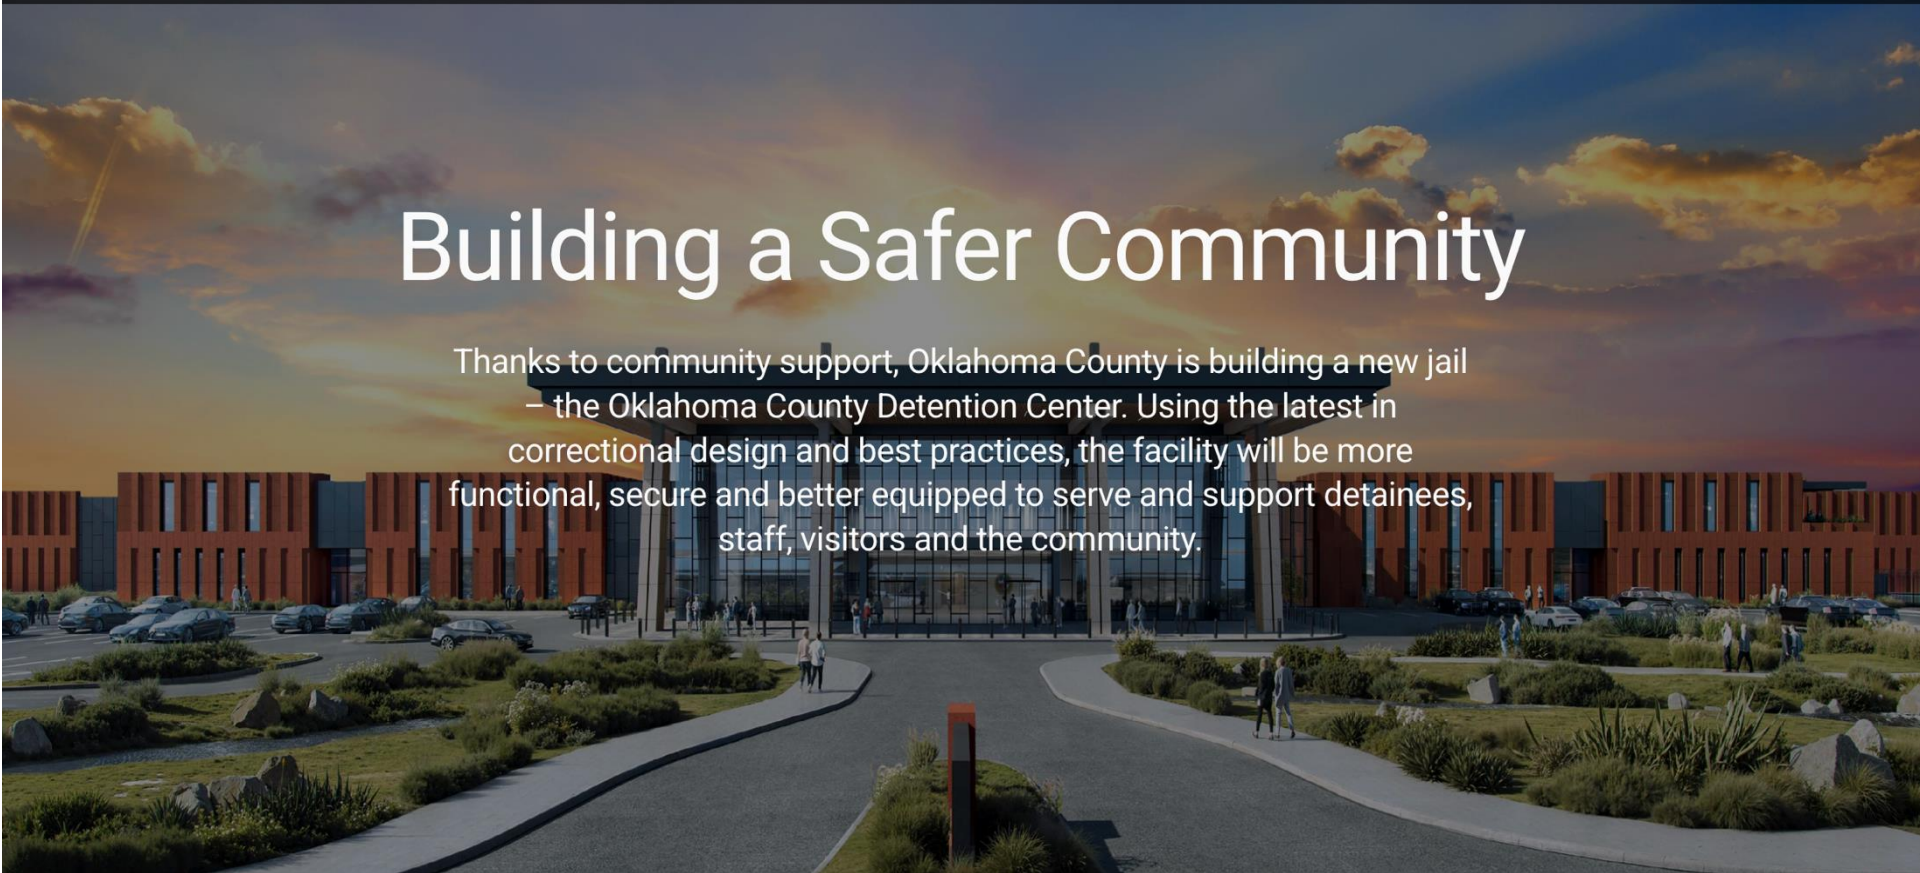 Building a Safer Community
Thanks to community support, Oklahoma County is building a new jail
– the Oklahoma County Detention Center. Using the latest in
correctional design and best practices, the facility will be more
functional, secure and better equipped to serve and support detainees,
staff, visitors and the community.